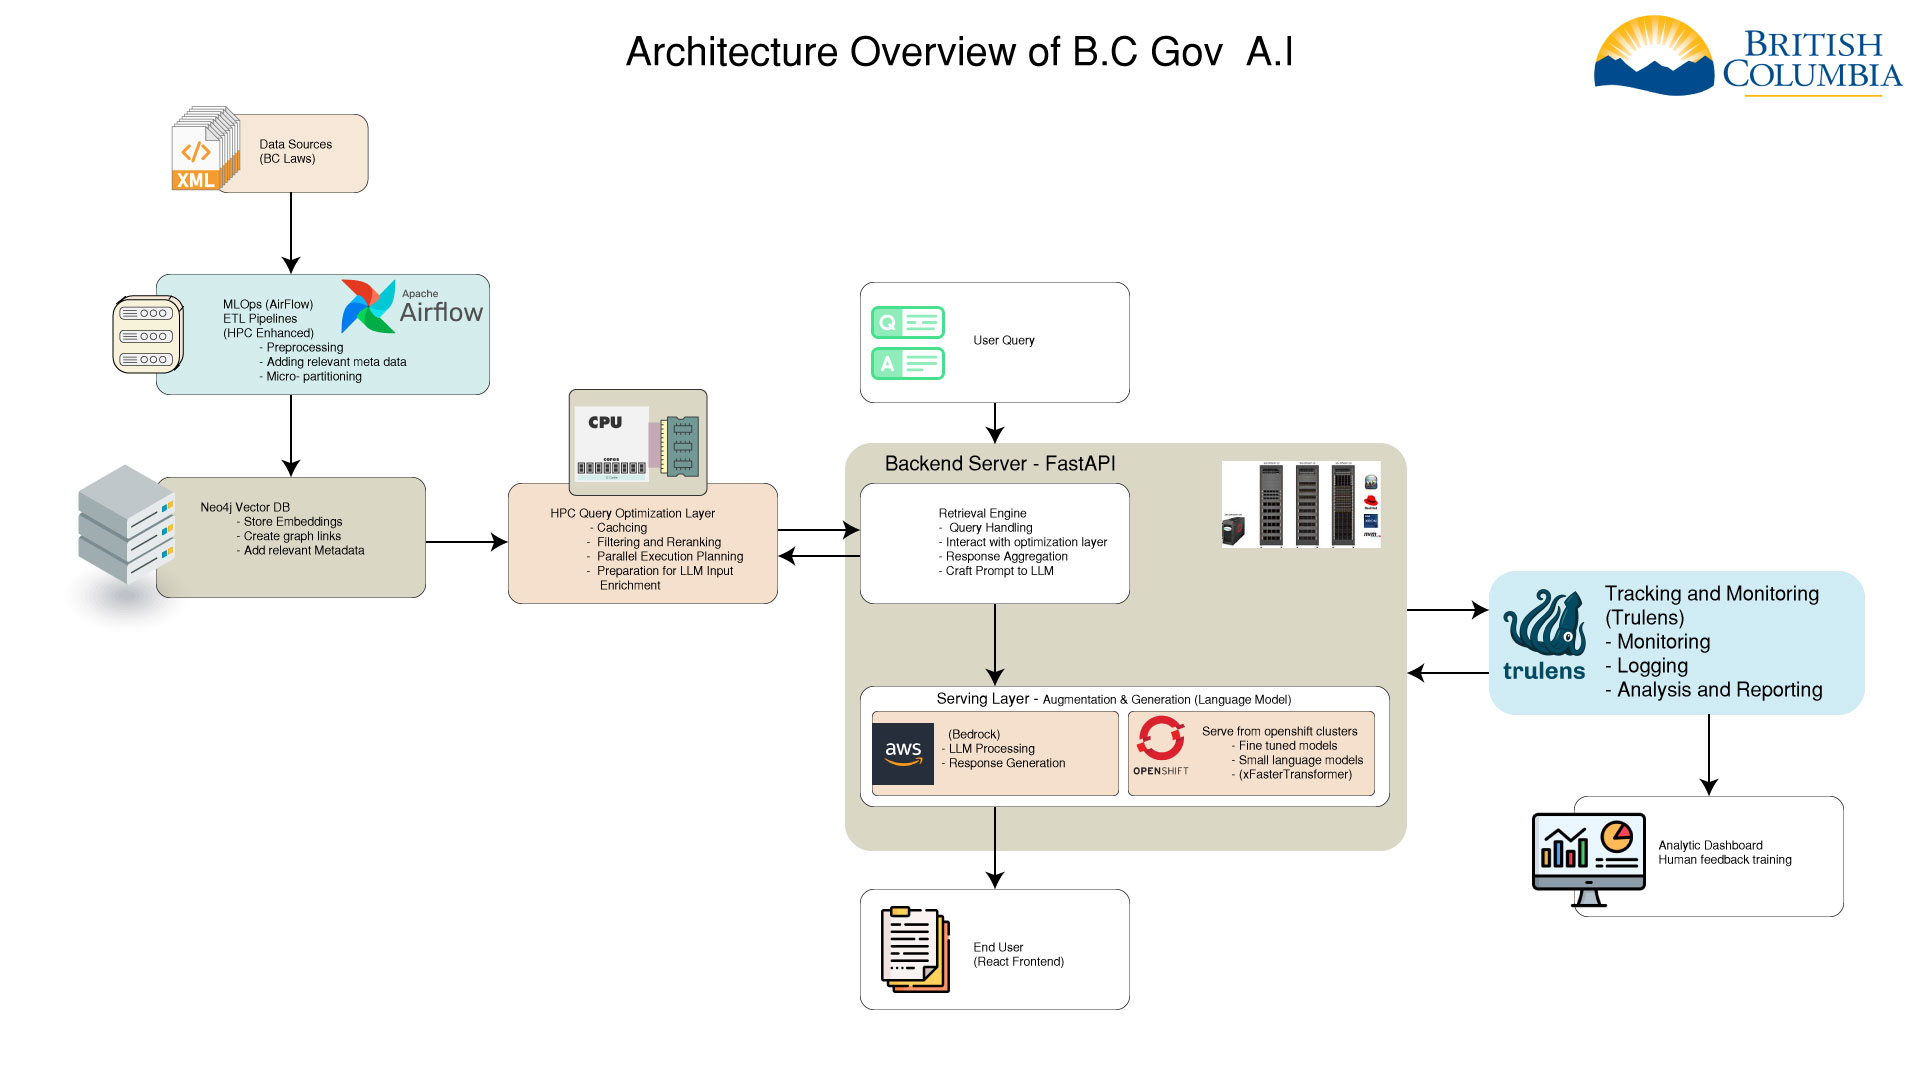 Architecture Overview of B.C Gov A.I
BRITISH
COLUMBIA
XML
Data Sources
(BC Laws)
MLOps (AirFlow)
ETL Pipelines
(HPC Enhanced)
- Preprocessing
- Adding relevant meta data
- Micro- partitioning
Apache
Airflow
Neo4j Vector DB
- Store Embeddings
- Create graph links
- Add relevant Metadata
CPU
cores
HPC Query Optimization Layer
- Cachcing
- Filtering and Reranking
- Parallel Execution Planning
- Preparation for LLM Input
Enrichment
Q
A
User Query
Backend Server - FastAPI
Retrieval Engine
- Query Handling
- Interact with optimization layer
- Response Aggregation
- Craft Prompt to LLM
Serving Layer - Augmentation & Generation (Language Model)
aws
(Bedrock)
- LLM Processing
- Response Generation
OPENSHIFT
Serve from openshift clusters
- Fine tuned models
- Small language models
- (xFasterTransformer)
End User
(React Frontend)
trulens
Tracking and Monitoring
(Trulens)
- Monitoring
- Logging
- Analysis and Reporting
Analytic Dashboard
Human feedback training